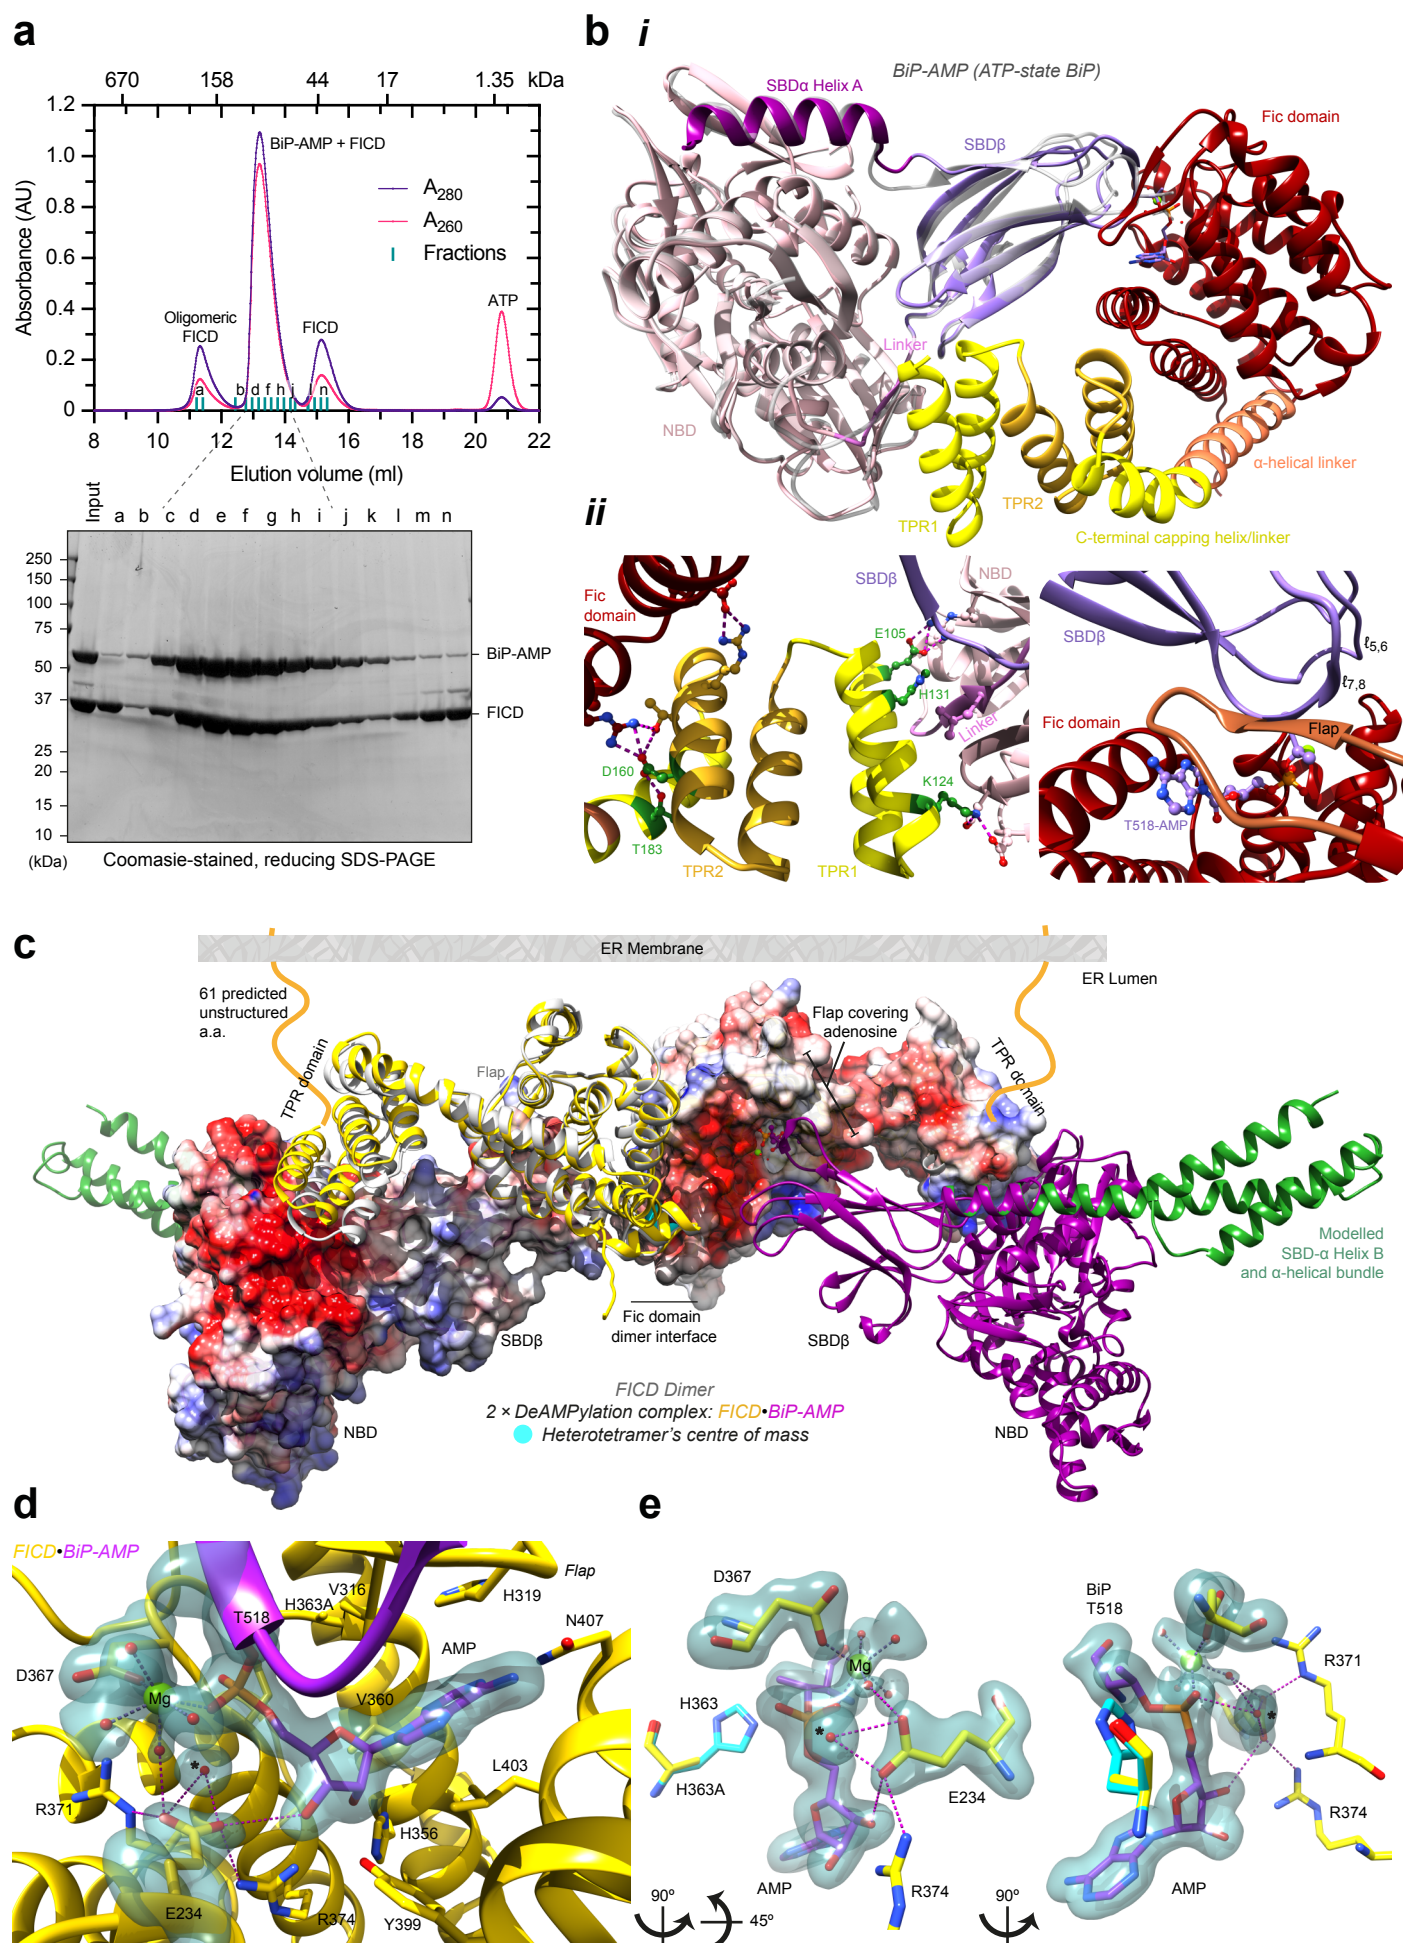 a
670 158 44 17 1.35 kDa
1.2
1.0
0.8
0.6
0.4
0.2
0
Absorbance (AU)
BiP-AMP + FICD
A280
A260
Fractions
Oligomeric
FICD
FICD
ATP
a b d f h j l n
8 10 12 14 16 18 20 22
Elution volume (ml)
Input a b c d e f g h i j k l m n
250
150
100
75
50
37
25
20
15
10
(kDa)
BiP-AMP
FICD
Coomasie-stained, reducing SDS-PAGE
b i
BiP-AMP (ATP-state BiP)
SBDα Helix A
SBDβ
Fic domain
Linker
NBD
TPR1
TPR2
α-helical linker
C-terminal capping helix/linker
ii
Fic
domain
D160
T183
TPR2
TPR1
SBDβ
NBD
E105
H131
Linker
K124
SBDβ
ℓ5,6
ℓ7,8
Fic domain
Flap
T518-AMP
c
ER Membrane
ER Lumen
61 predicted
unstructured
a.a.
TPR domain
Flap
Flap covering
adenosine
TPR domain
Modelled
SBD-α Helix B
and α-helical bundle
SBDβ
Fic domain
dimer interface
SBDβ
NBD
NBD
FICD Dimer
2 × DeAMPylation complex: FICD•BiP-AMP
Heterotetramer's centre of mass
d
FICD•BiP-AMP
T518
H363A
V316
H319
Flap
N407
AMP
D367
Mg
V360
*
L403
R371
H356
E234
R374
Y399
e
D367
Mg
H363
*
H363A
E234
AMP
R374
90º
45º
BiP
T518
R371
*
R374
AMP
90º